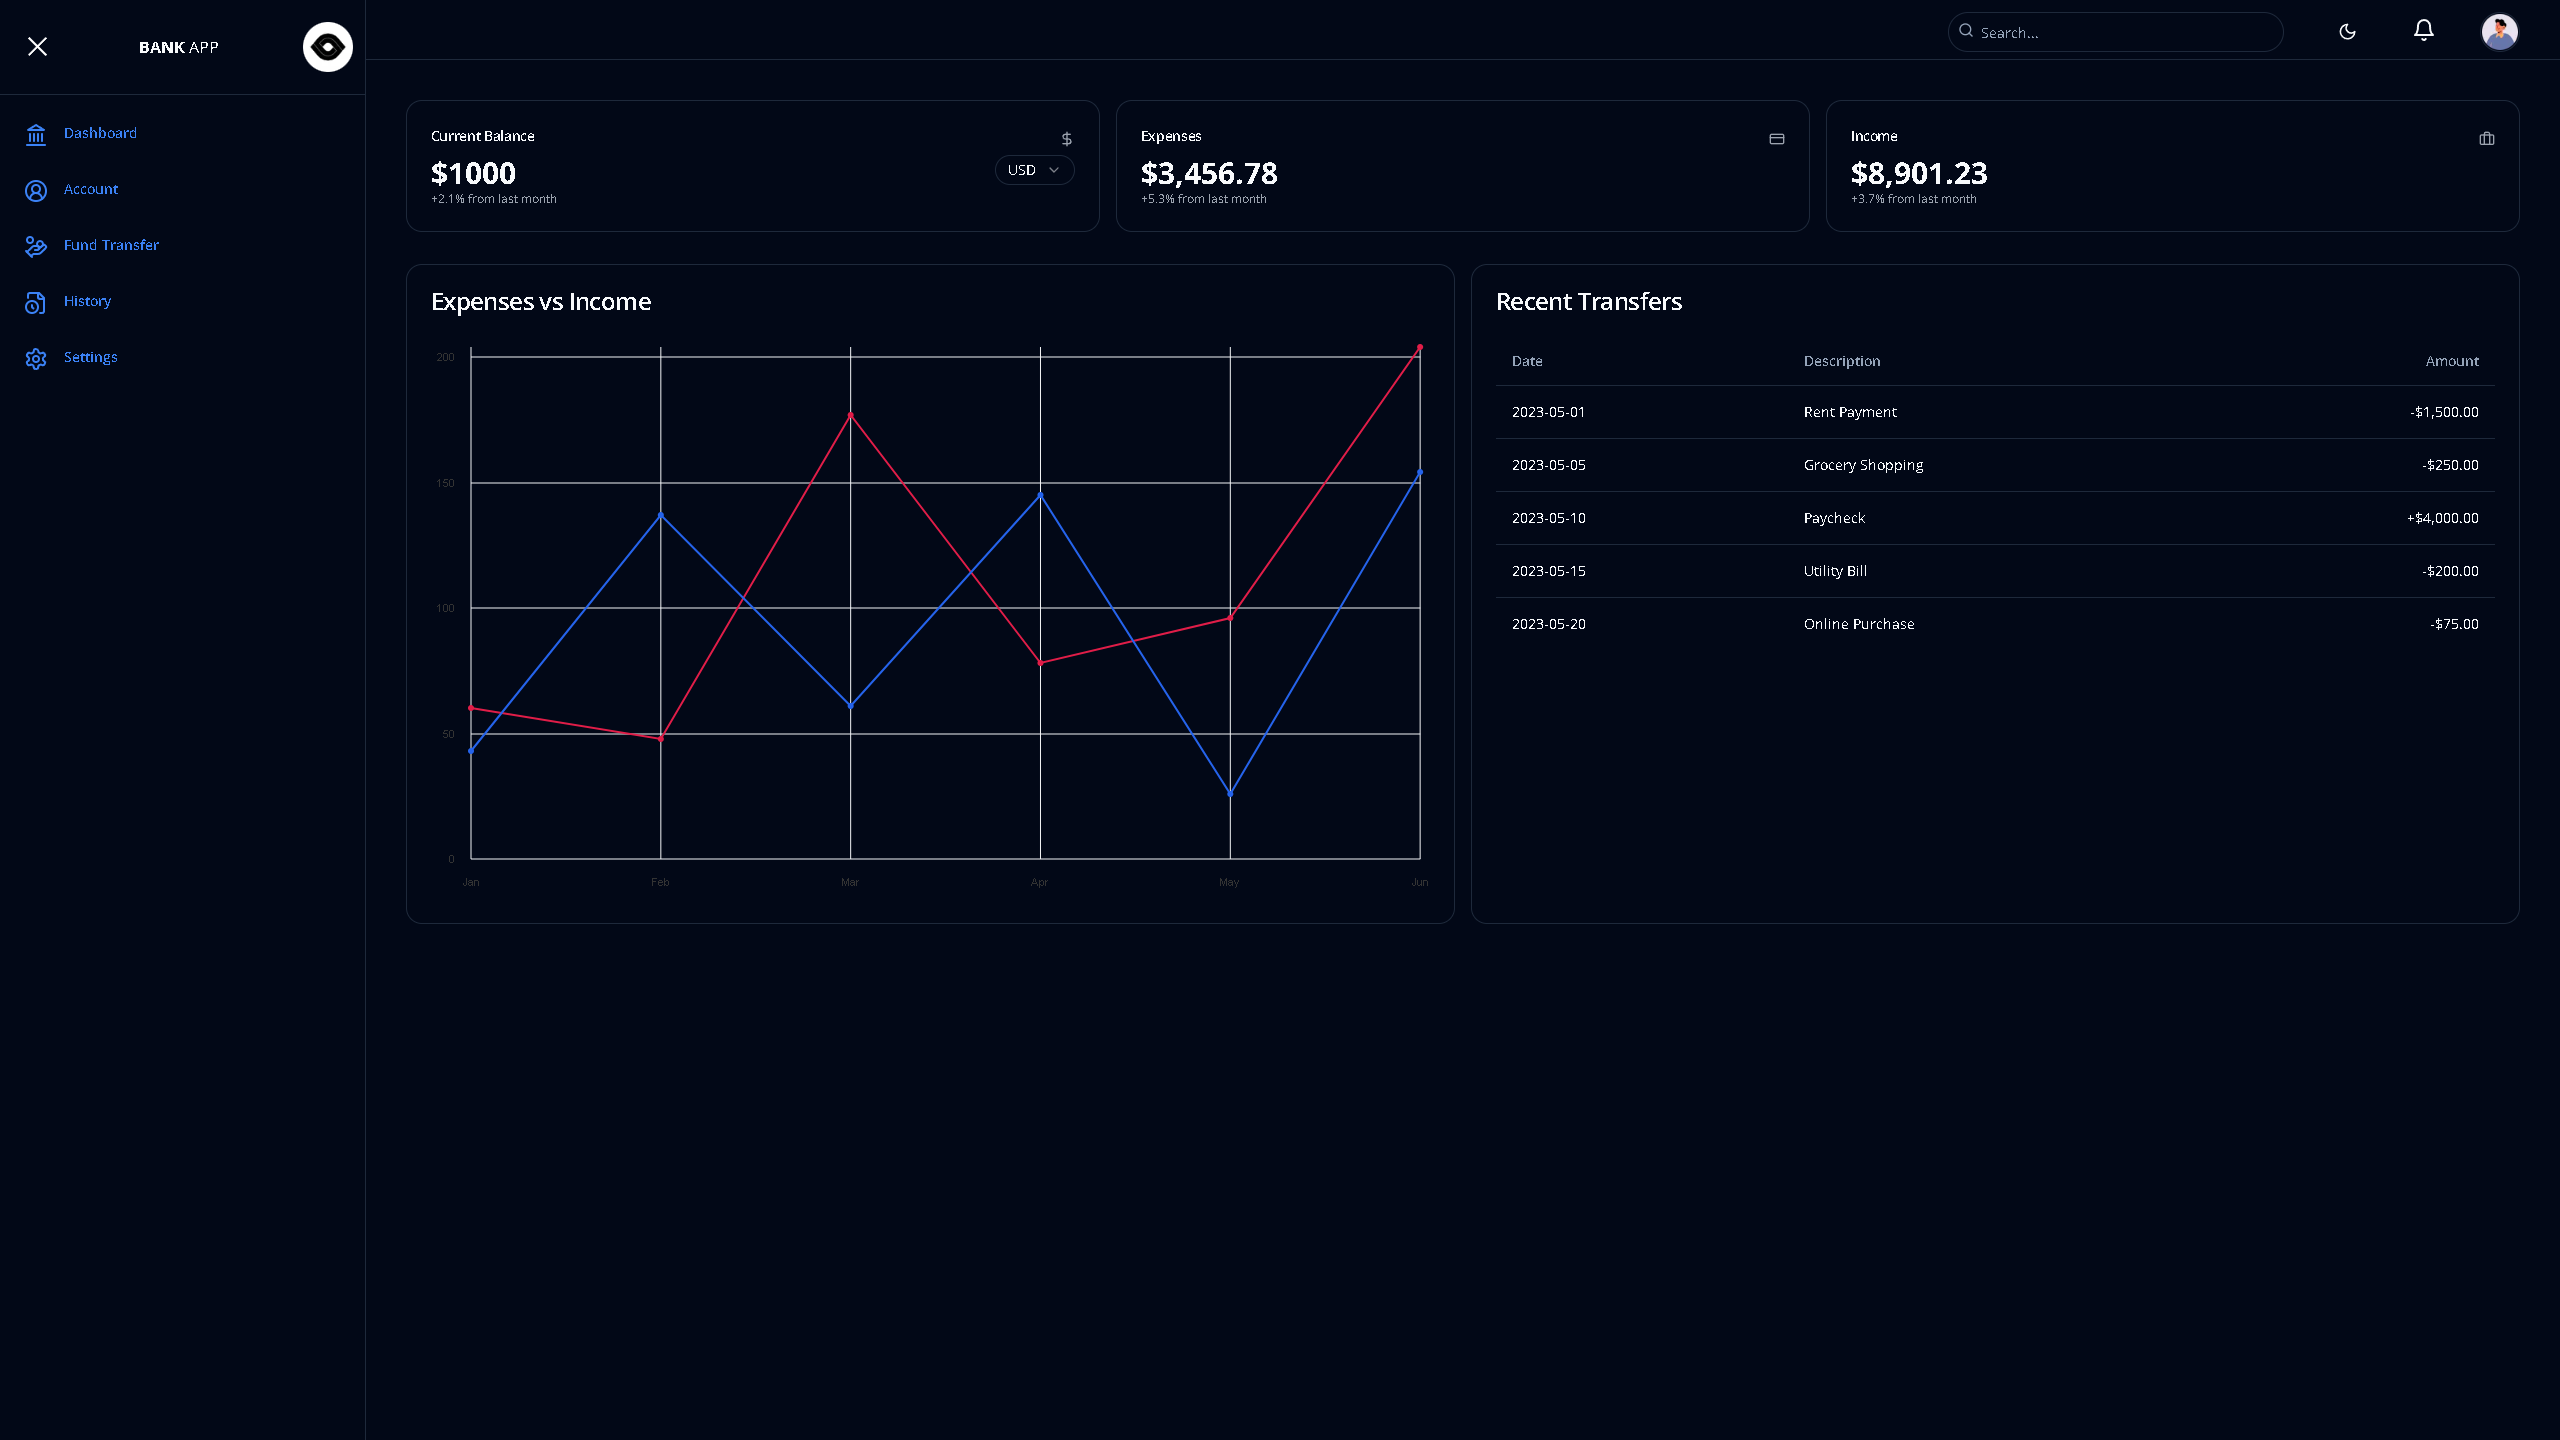 BANK APP
Search...
Dashboard
Account
Fund Transfer
History
Settings
Current Balance
$1000
USD
+2.1% from last month
Expenses
$3,456.78
+5.3% from last month
Income
$8,901.23
+3.7% from last month
Expenses vs Income
200
150
100
50
0
Jan Feb Mar Apr May Jun
Recent Transfers
Date Description Amount
2023-05-01 Rent Payment -$1,500.00
2023-05-05 Grocery Shopping -$250.00
2023-05-10 Paycheck +$4,000.00
2023-05-15 Utility Bill -$200.00
2023-05-20 Online Purchase -$75.00